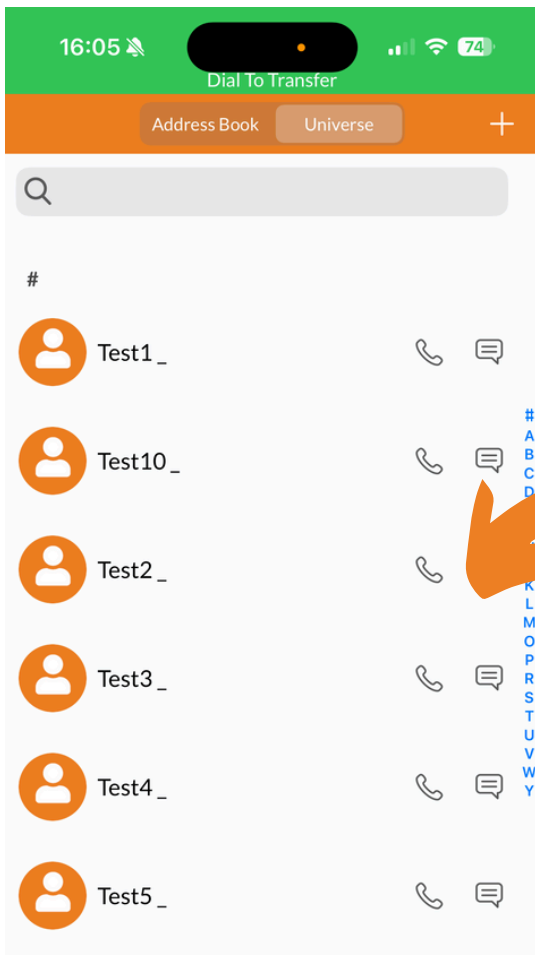 16:05 74
Dial To Transfer
Address Book Universe
#
Test1 _
Test10 _
Test2 _
Test3 _
Test4 _
Test5 _
#
A
B
C
D
K
L
M
O
P
R
S
T
U
V
W
Y